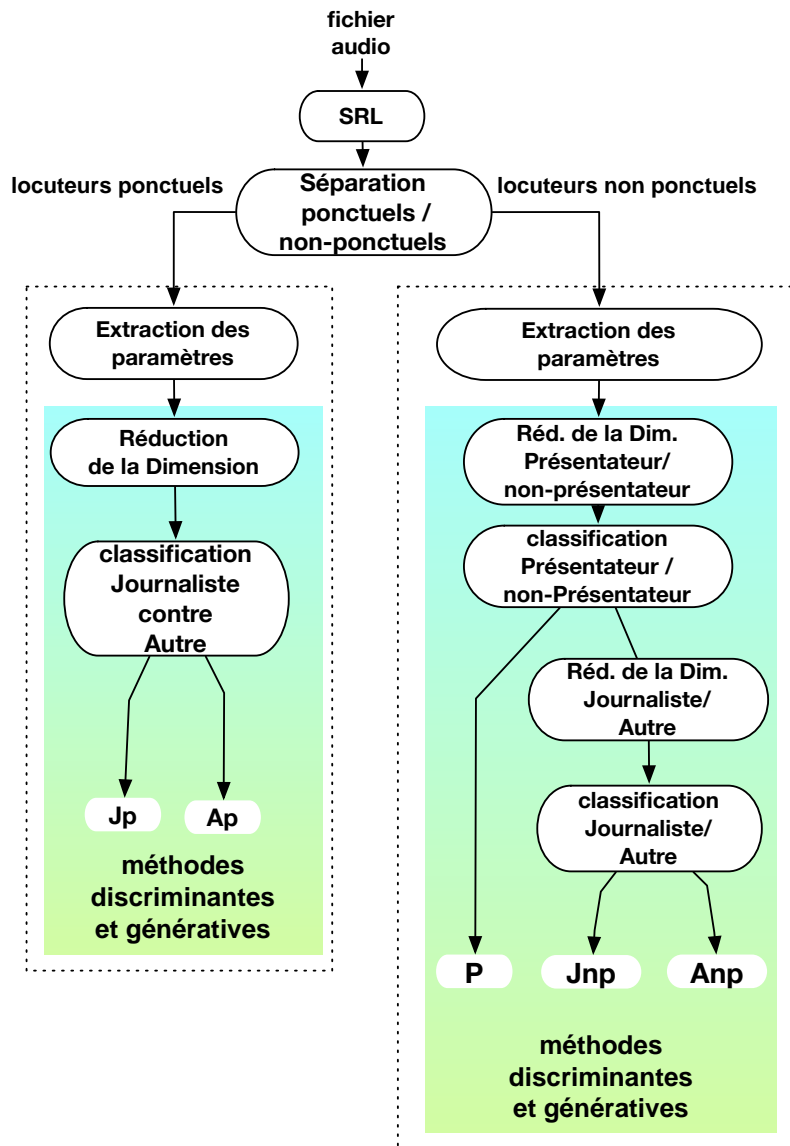 fichier
audio
SRL
locuteurs ponctuels
Séparation
ponctuels /
non-ponctuels
locuteurs non ponctuels
Extraction des
paramètres
Réduction
de la Dimension
classification
Journaliste
contre
Autre
Jp
Ap
méthodes
discriminantes
et génératives
Extraction des
paramètres
Réd. de la Dim.
Présentateur/
non-présentateur
classification
Présentateur /
non-Présentateur
Réd. de la Dim.
Journaliste/
Autre
classification
Journaliste/
Autre
P
Jnp
Anp
méthodes
discriminantes
et génératives